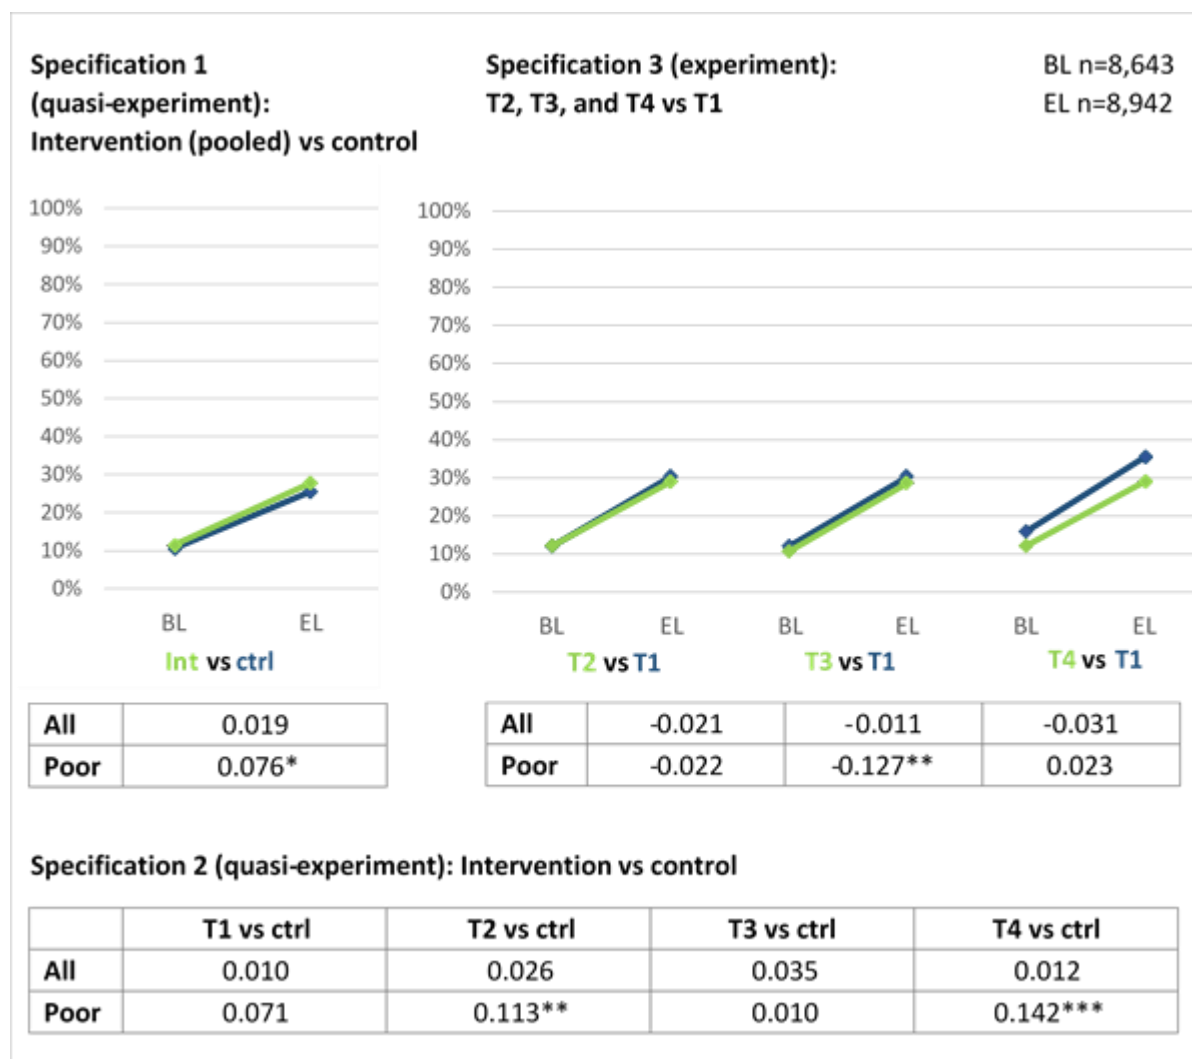 Specification 1
(quasi-experiment):
Intervention (pooled) vs control
Specification 3 (experiment):
T2, T3, and T4 vs T1
BL n=8,643
EL n=8,942
100%
90%
80%
70%
60%
50%
40%
30%
20%
10%
0%
BL EL
Int vs ctrl
100%
90%
80%
70%
60%
50%
40%
30%
20%
10%
0%
BL EL BL EL BL EL
T2 vs T1 T3 vs T1 T4 vs T1
All 0.019
Poor 0.076*
All -0.021 -0.011 -0.031
Poor -0.022 -0.127** 0.023
Specification 2 (quasi-experiment): Intervention vs control
T1 vs ctrl T2 vs ctrl T3 vs ctrl T4 vs ctrl
All 0.010 0.026 0.035 0.012
Poor 0.071 0.113** 0.010 0.142***